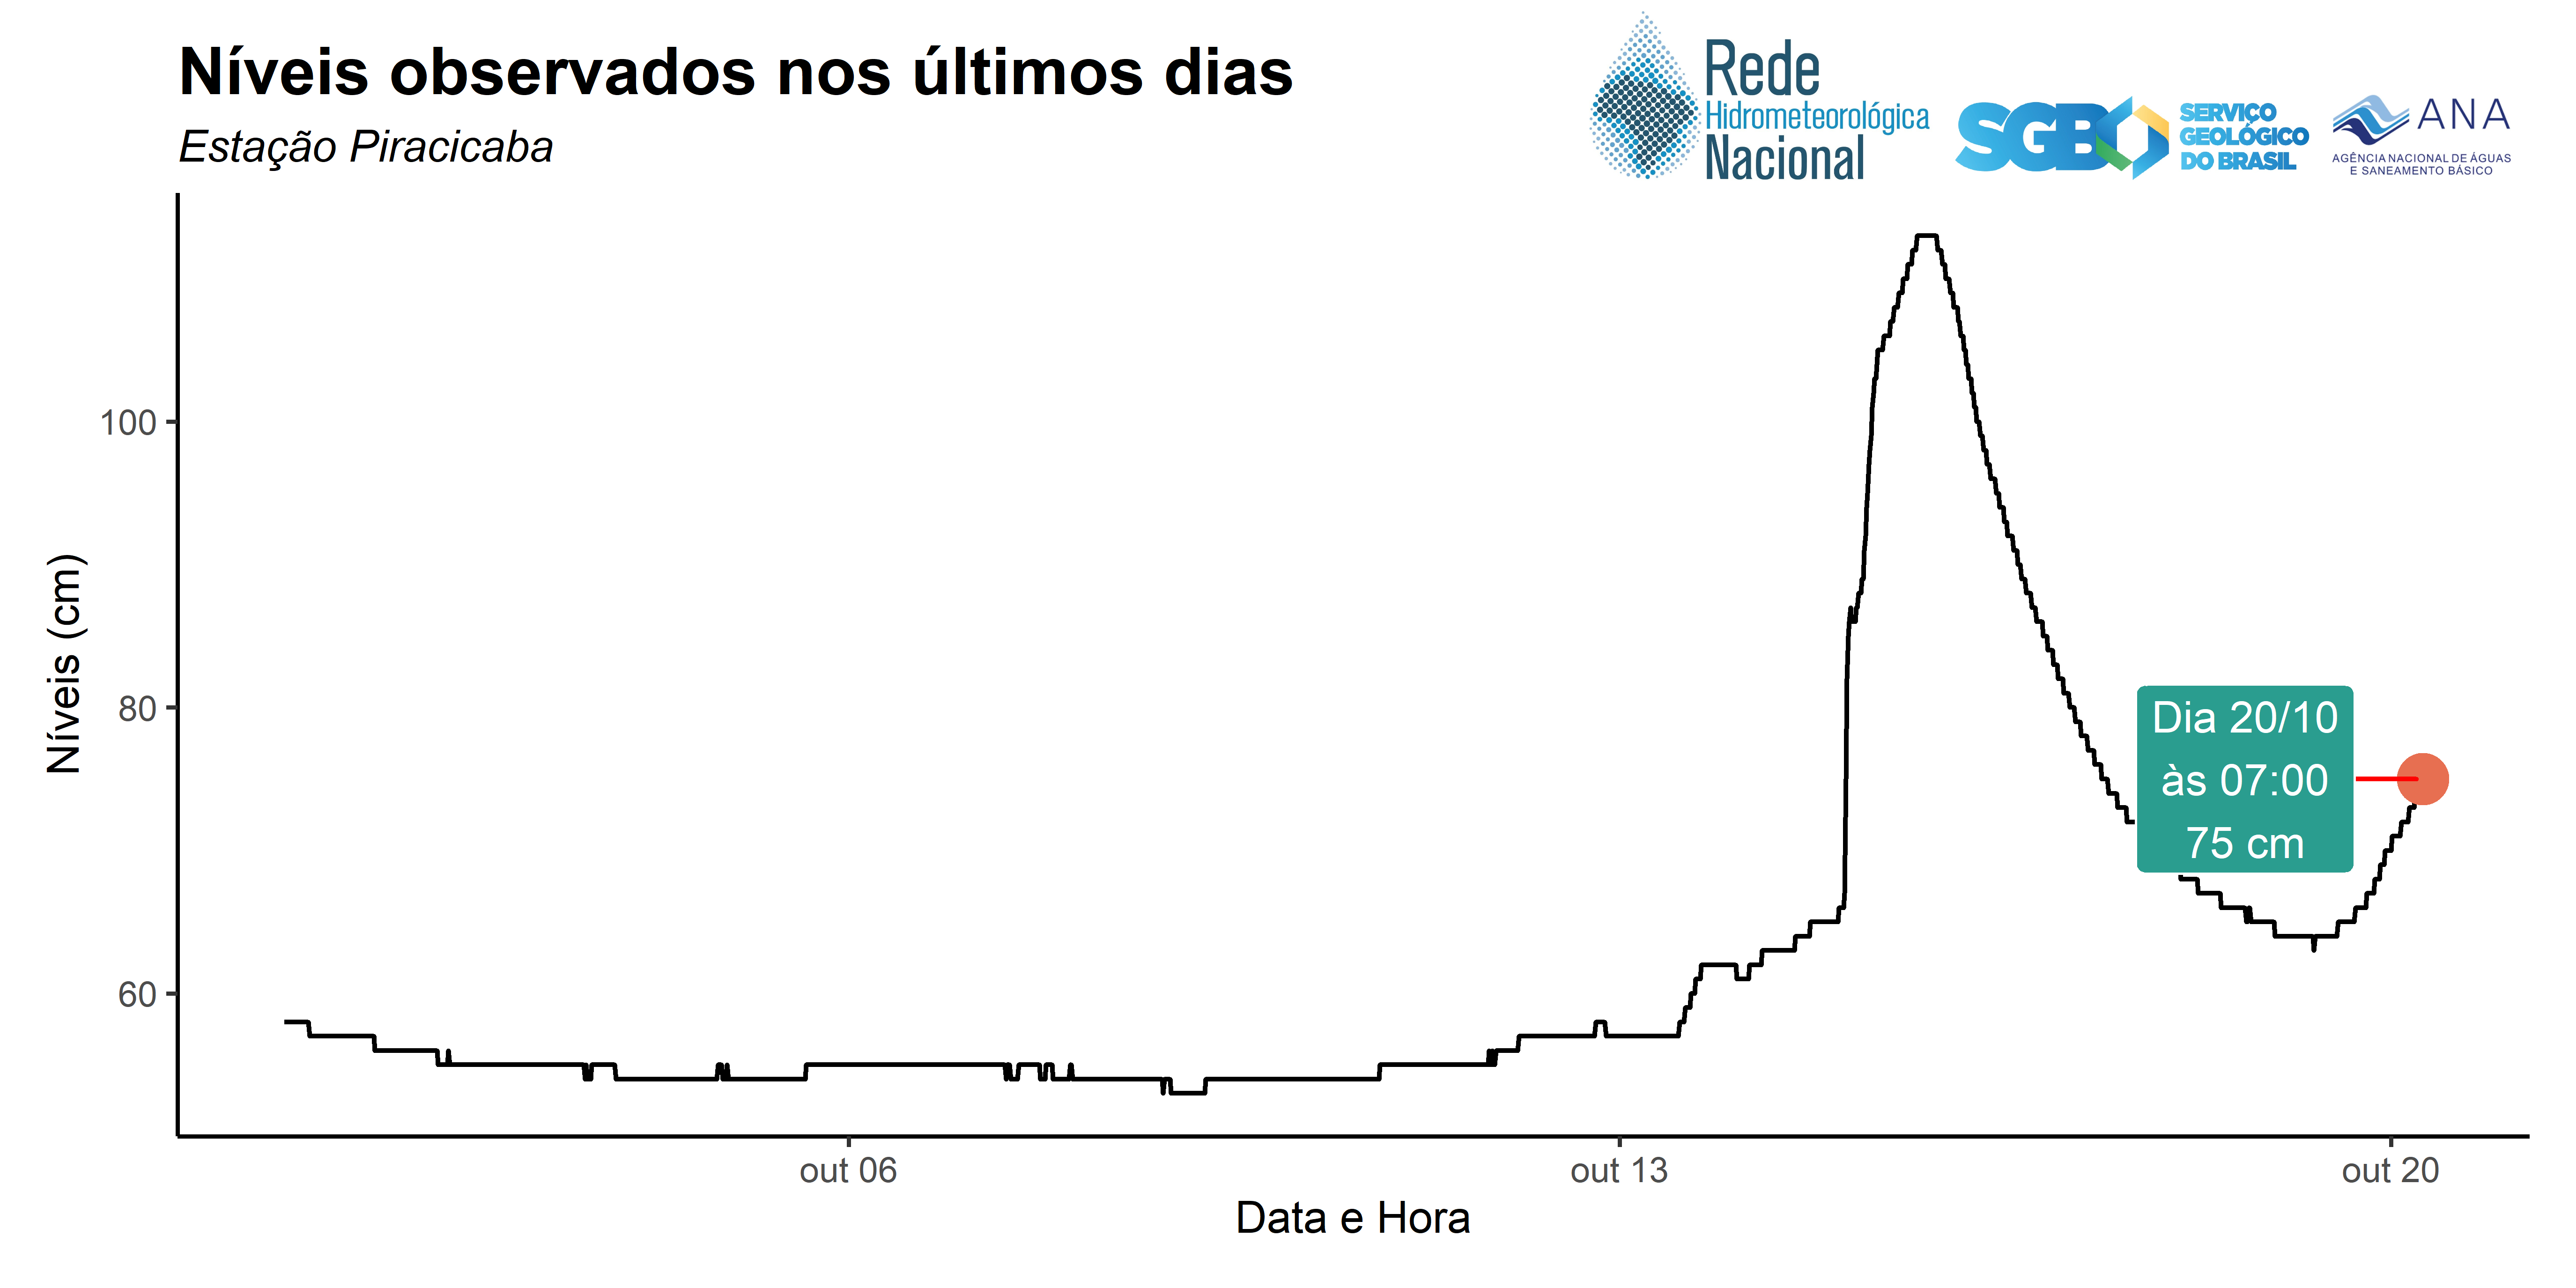 Níveis observados nos últimos dias
Estação Piracicaba
Rede
Hidrometeorológica
Nacional
SGB
SERVIÇO
GEOLÓGICO
DO BRASIL
ANA
AGÊNCIA NACIONAL DE ÁGUAS
E SANEAMENTO BÁSICO
Níveis (cm)
100
80
60
Dia 20/10
às 07:00
75 cm
out 06
out 13
out 20
Data e Hora